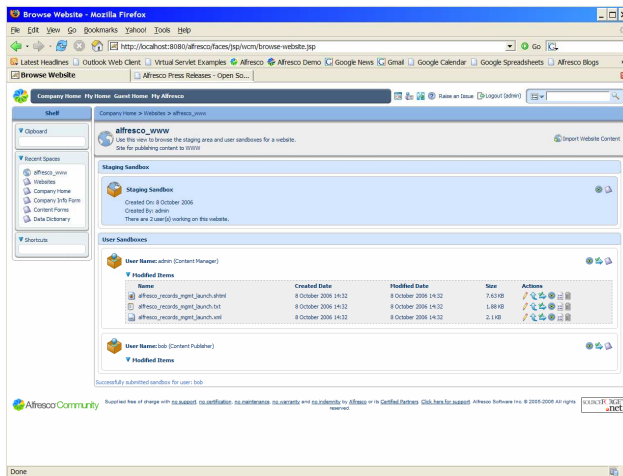 Browse Website - Mozilla Firefox
File Edit View Go Bookmarks Yahoo! Tools Help
http://localhost:8080/alfresco/faces/jsp/wcm/browse-website.jsp
Go
Latest Headlines Outlook Web Client Virtual Servlet Examples Alfresco Alfresco Demo Google News Gmail Google Calendar Google Spreadsheets Alfresco Blogs
Browse Website
Alfresco Press Releases - Open So...
Company Home My Home Guest Home My Alfresco
Raise an Issue Logout (admin)
Shelf
Clipboard
Recent Spaces
alfresco_www
Websites
Company Home
Company Info Form
Content Forms
Data Dictionary
Shortcuts
Company Home > Websites > alfresco_www
alfresco_www
Use this view to browse the staging area and user sandboxes for a website.
Site for publishing content to WWW
Import Website Content
Staging Sandbox
Staging Sandbox
Created On: 8 October 2006
Created By: admin
There are 2 user(s) working on this website.
User Sandboxes
User Name: admin (Content Manager)
Modified Items
Name Created Date Modified Date Size Actions
alfresco_records_mgmt_launch.shtml 8 October 2006 14:32 8 October 2006 14:32 7.63 KB
alfresco_records_mgmt_launch.txt 8 October 2006 14:32 8 October 2006 14:32 1.88 KB
alfresco_records_mgmt_launch.xml 8 October 2006 14:32 8 October 2006 14:32 2.1 KB
User Name: bob (Content Publisher)
Modified Items
Successfully submitted sandbox for user: bob
Alfresco Community
Supplied free of charge with no support, no certification, no maintenance, no warranty and no indemnity by Alfresco or its Certified Partners. Click here for support. Alfresco Software Inc. © 2005-2006 All rights
reserved.
SOURCEFORGE
.net
Done